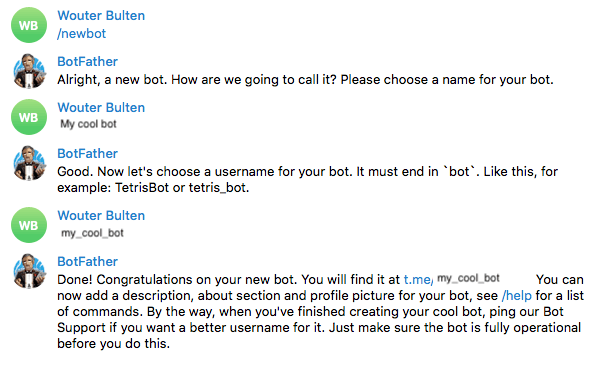 WB
Wouter Bulten
/newbot
BotFather
Alright, a new bot. How are we going to call it? Please choose a name for your bot.
WB
Wouter Bulten
My cool bot
BotFather
Good. Now let's choose a username for your bot. It must end in `bot`. Like this, for
example: TetrisBot or tetris_bot.
WB
Wouter Bulten
my_cool_bot
BotFather
Done! Congratulations on your new bot. You will find it at t.me/ my_cool_bot You can
now add a description, about section and profile picture for your bot, see /help for a list
of commands. By the way, when you've finished creating your cool bot, ping our Bot
Support if you want a better username for it. Just make sure the bot is fully operational
before you do this.